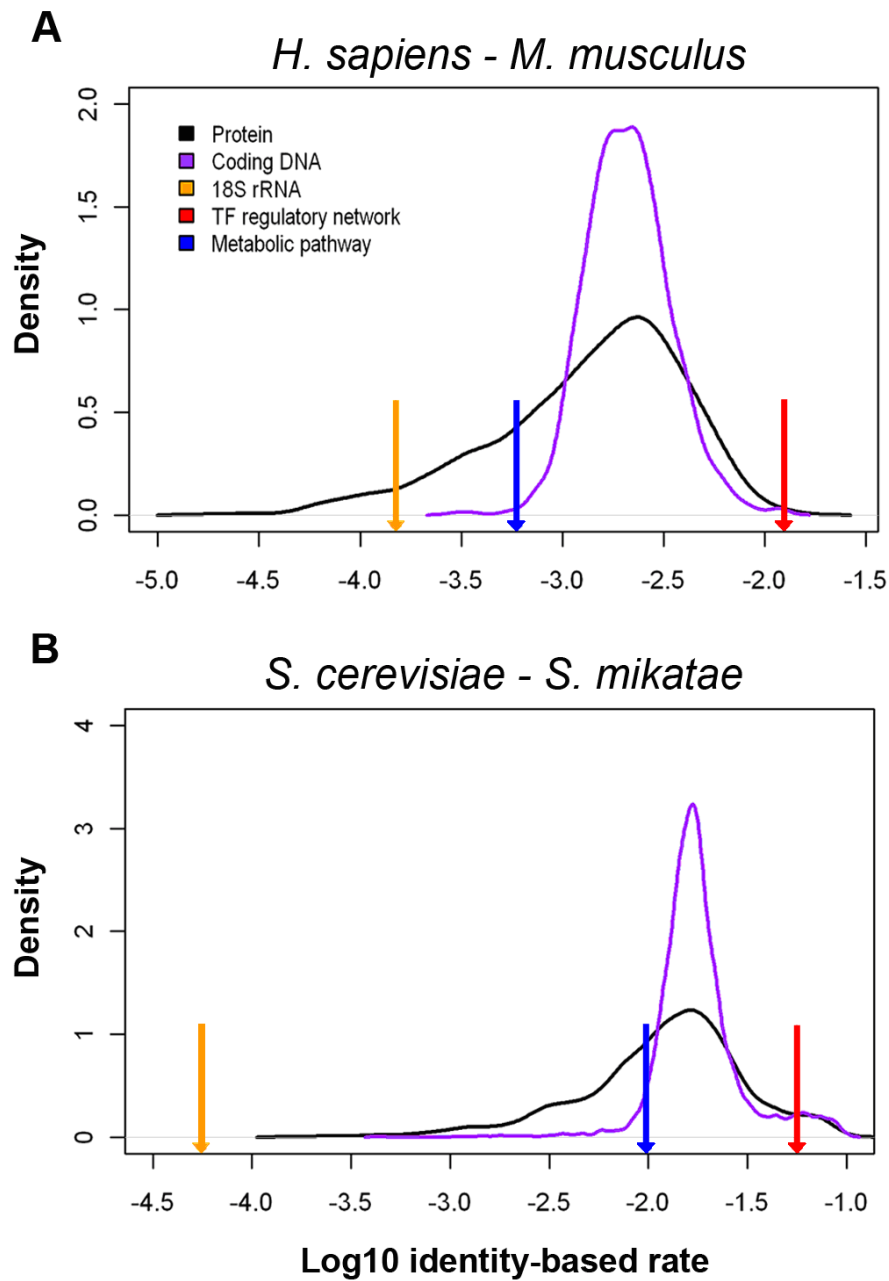 A
H. sapiens - M. musculus
Density
2.0
1.5
1.0
0.5
0.0
Protein
Coding DNA
18S rRNA
TF regulatory network
Metabolic pathway
-5.0 -4.5 -4.0 -3.5 -3.0 -2.5 -2.0 -1.5
B
S. cerevisiae - S. mikatae
Density
4
3
2
1
0
-4.5 -4.0 -3.5 -3.0 -2.5 -2.0 -1.5 -1.0
Log10 identity-based rate